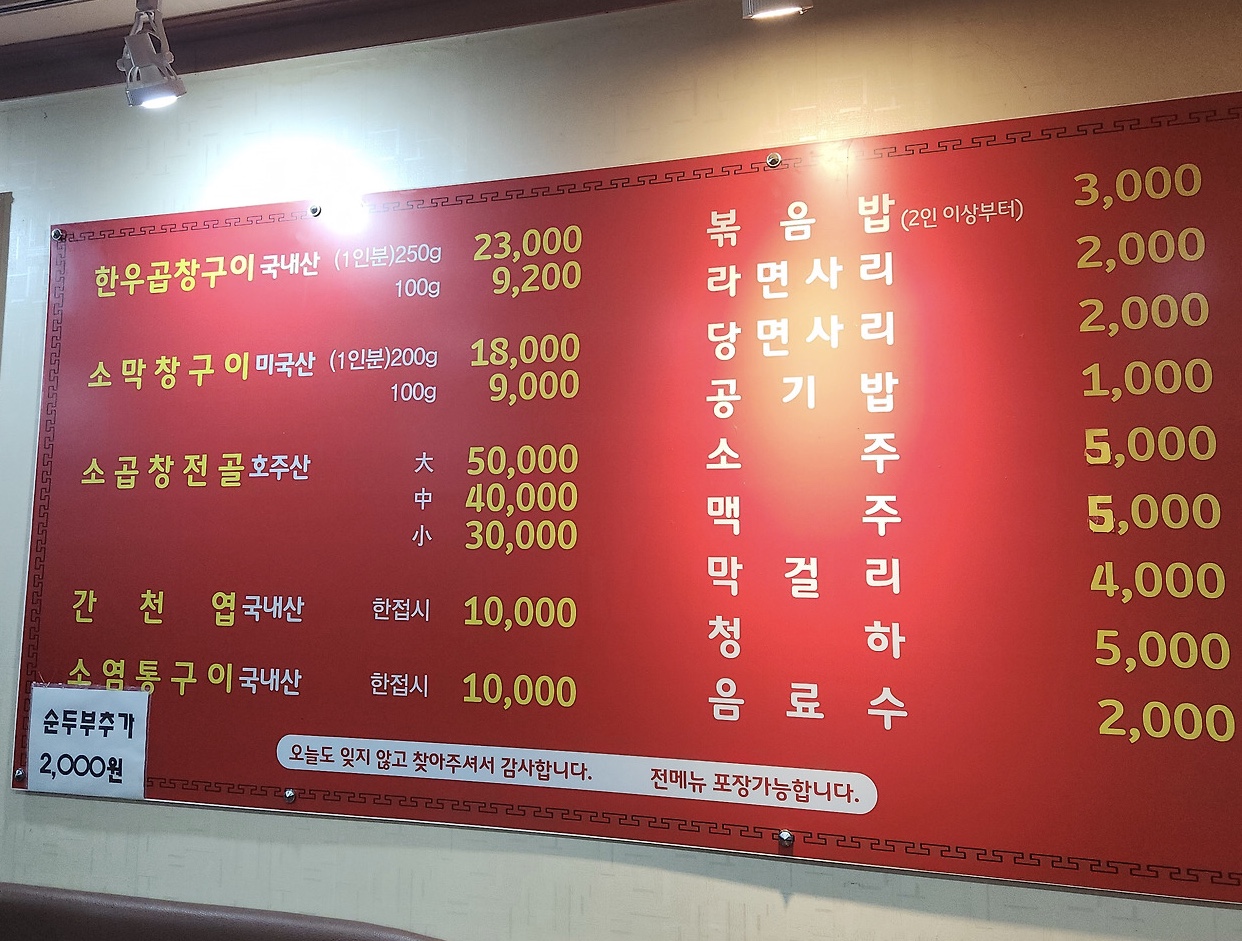 한우곱창구이 국내산 (1인분)250g 23,000
100g 9,200
소막창구이 미국산 (1인분)200g 18,000
100g 9,000
소곱창전골 호주산 大 50,000
中 40,000
小 30,000
간천엽 국내산 한접시 10,000
소염통구이 국내산 한접시 10,000
순두부추가
2,000원
볶음밥 (2인 이상부터) 3,000
라면사리 2,000
당면사리 2,000
공기밥 1,000
소주 5,000
맥주 5,000
막걸리 4,000
청하 5,000
음료수 2,000
오늘도 잊지 않고 찾아주셔서 감사합니다. 전메뉴 포장가능합니다.